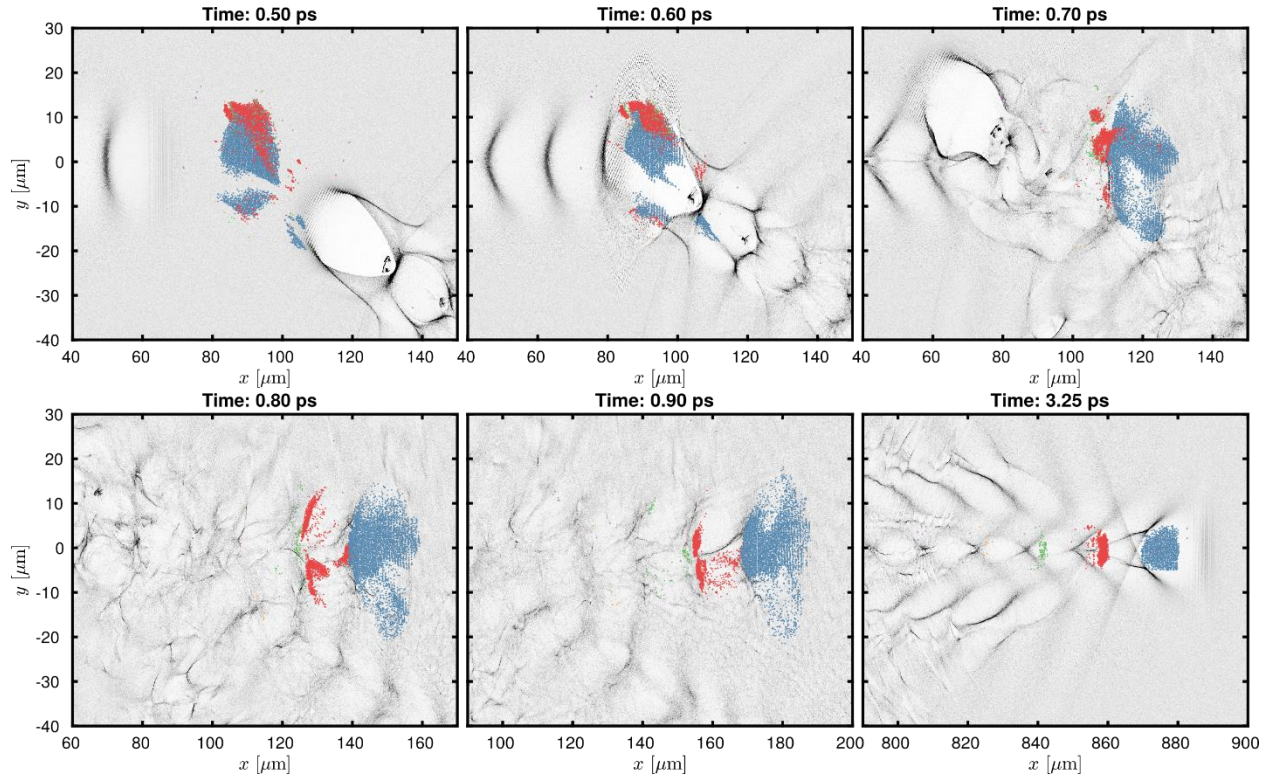 Time: 0.50 ps
Time: 0.60 ps
Time: 0.70 ps
30
20
10
0
-10
-20
-30
-40
y [μm]
40 60 80 100 120 140
40 60 80 100 120 140
40 60 80 100 120 140
x [μm]
x [μm]
x [μm]
Time: 0.80 ps
Time: 0.90 ps
Time: 3.25 ps
30
20
10
0
-10
-20
-30
-40
y [μm]
60 80 100 120 140 160
100 120 140 160 180 200
800 820 840 860 880 900
x [μm]
x [μm]
x [μm]